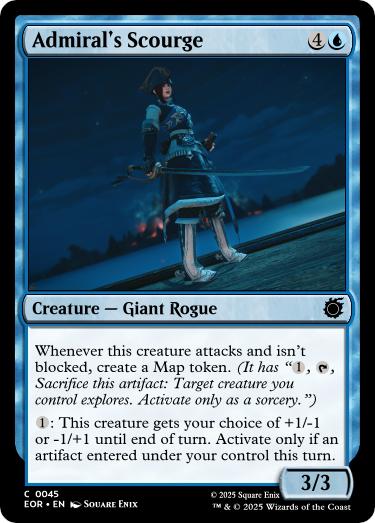 Admiral's Scourge 4
Creature — Giant Rogue
Whenever this creature attacks and isn't
blocked, create a Map token. (It has “1, T,
Sacrifice this artifact: Target creature you
control explores. Activate only as a sorcery.”)
1: This creature gets your choice of +1/-1
or -1/+1 until end of turn. Activate only if an
artifact entered under your control this turn.
3/3
C 0045
EOR • EN Square Enix
© 2025 Square Enix
™ & © 2025 Wizards of the Coast